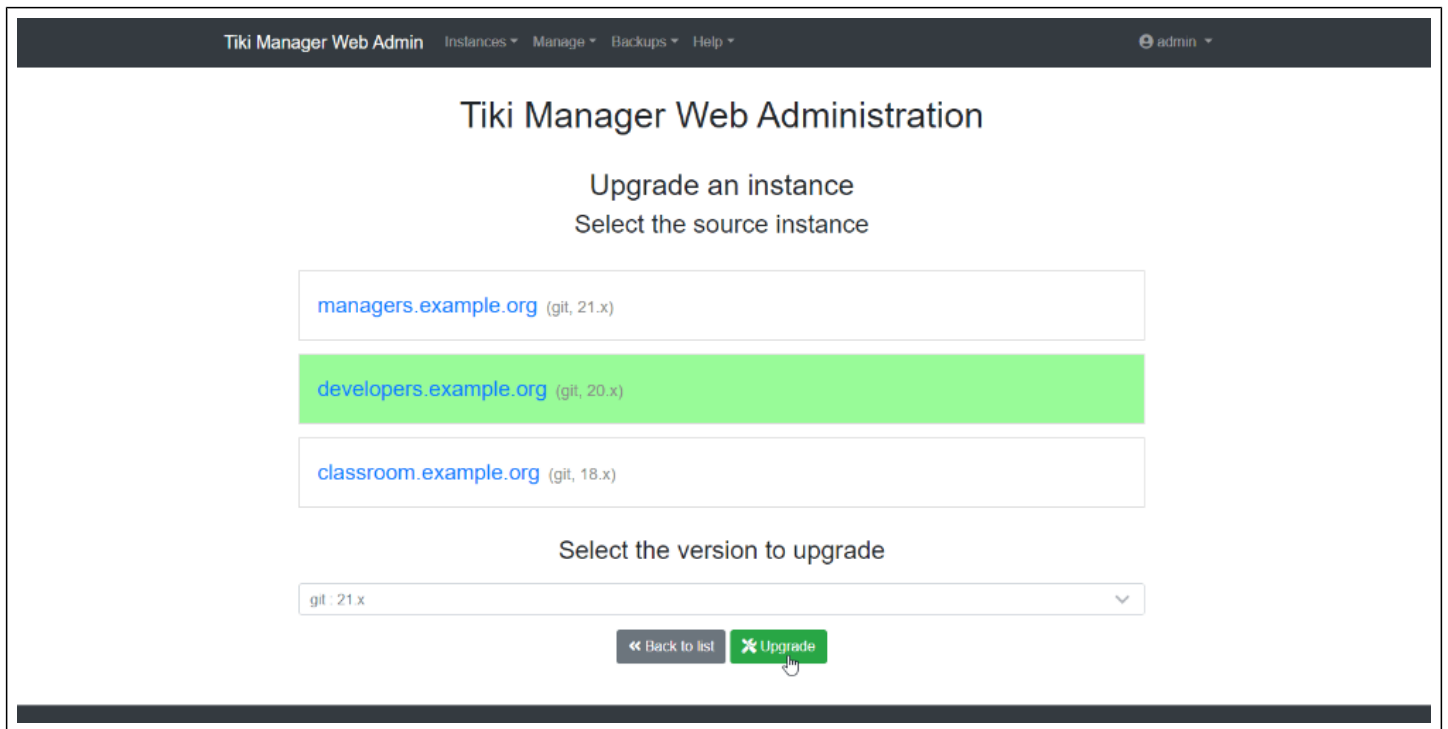 Tiki Manager Web Admin Instances Manage Backups Help admin
Tiki Manager Web Administration
Upgrade an instance
Select the source instance
managers.example.org (git, 21.x)
developers.example.org (git, 20.x)
classroom.example.org (git, 18.x)
Select the version to upgrade
git : 21.x
Back to list Upgrade